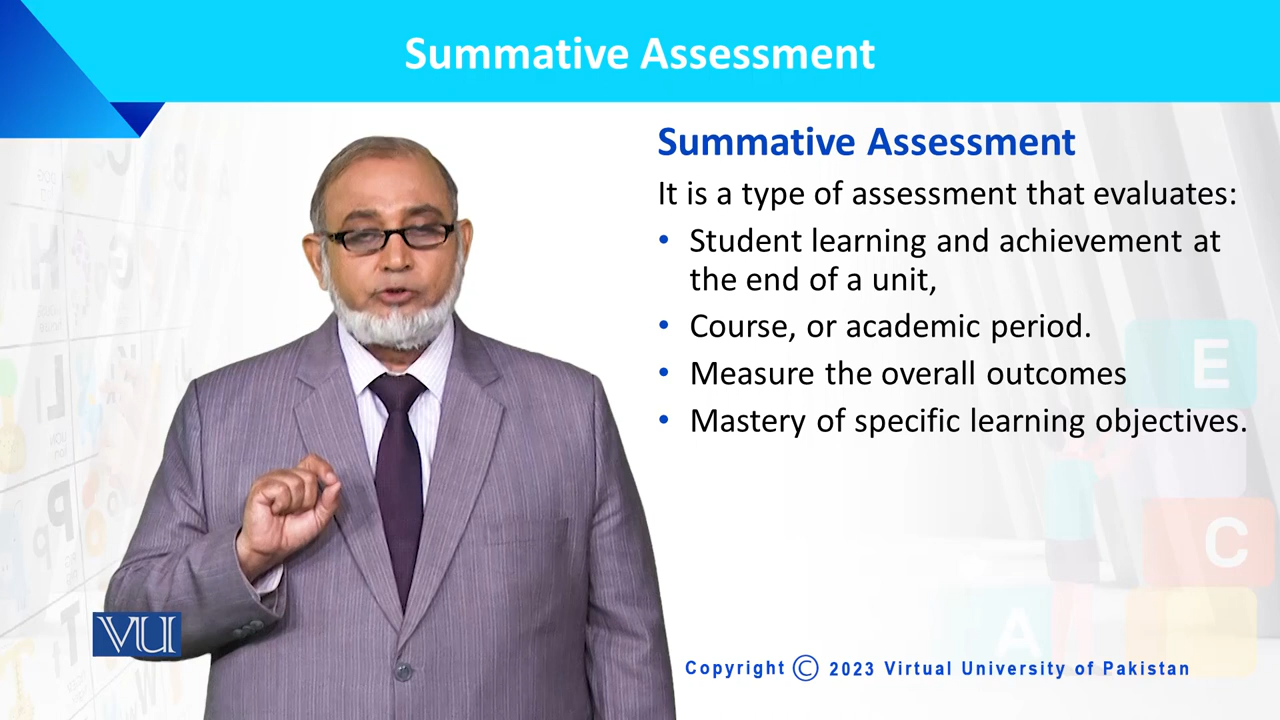 Summative Assessment
Summative Assessment
It is a type of assessment that evaluates:
• Student learning and achievement at
the end of a unit,
• Course, or academic period.
• Measure the overall outcomes
• Mastery of specific learning objectives.
E
C
A
VU
Copyright © 2023 Virtual University of Pakistan